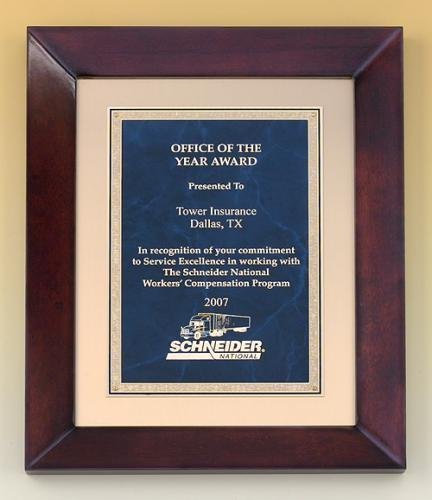 OFFICE OF THE
YEAR AWARD
Presented To
Tower Insurance
Dallas, TX
In recognition of your commitment
to Service Excellence in working with
The Schneider National
Workers' Compensation Program
2007
SCHNEIDER®
NATIONAL